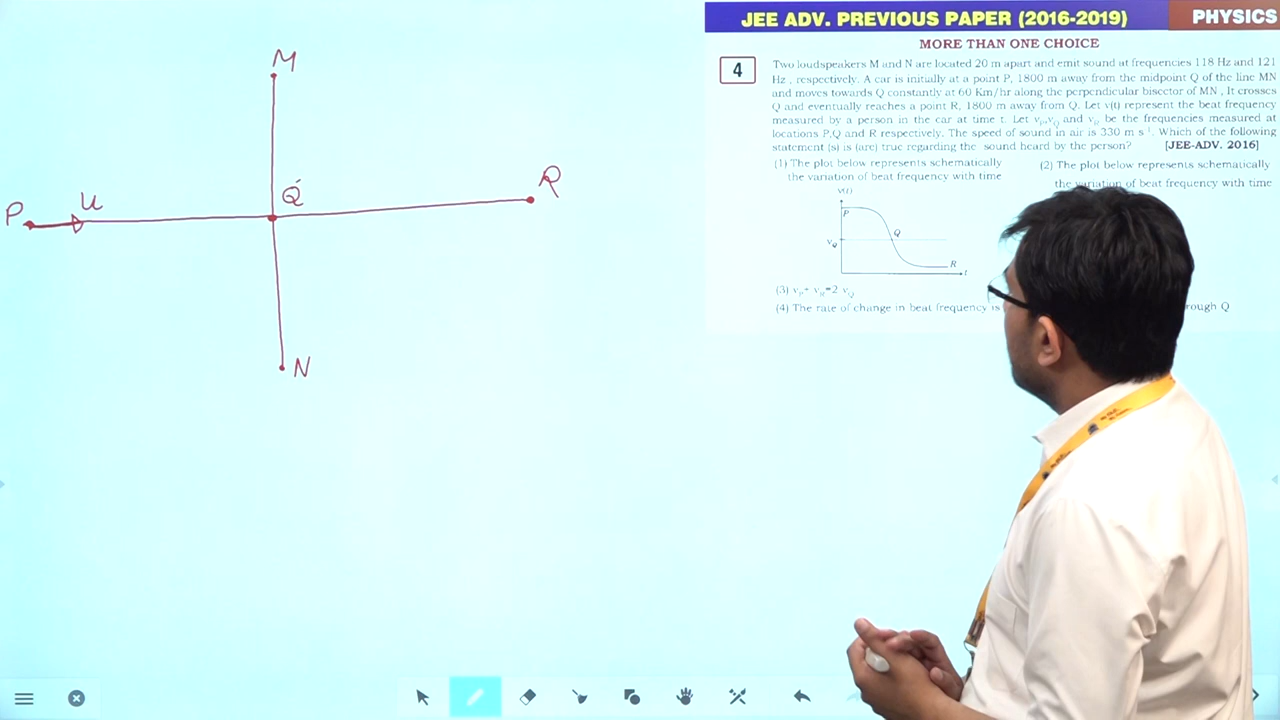 JEE ADV. PREVIOUS PAPER (2016-2019)
PHYSICS
MORE THAN ONE CHOICE
4
Two loudspeakers M and N are located 20 m apart and emit sound at frequencies 118 Hz and 121
Hz , respectively. A car is initially at a point P, 1800 m away from the midpoint Q of the line MN
and moves towards Q constantly at 60 Km/hr along the perpendicular bisector of MN , It crosses
Q and eventually reaches a point R, 1800 m away from Q. Let v(t) represent the beat frequency
measured by a person in the car at time t. Let vP,vQ and vR be the frequencies measured at
locations P,Q and R respectively. The speed of sound in air is 330 m s⁻¹. Which of the following
statement (s) is (are) true regarding the sound heard by the person? [JEE-ADV. 2016]
(1) The plot below represents schematically
the variation of beat frequency with time
(2) The plot below represents schematically
the variation of beat frequency with time
v(t)
P
vQ
Q
R
t
(3) vP+ vR=2 vQ
(4) The rate of change in beat frequency is rough Q
M
P
U
Q
R
N